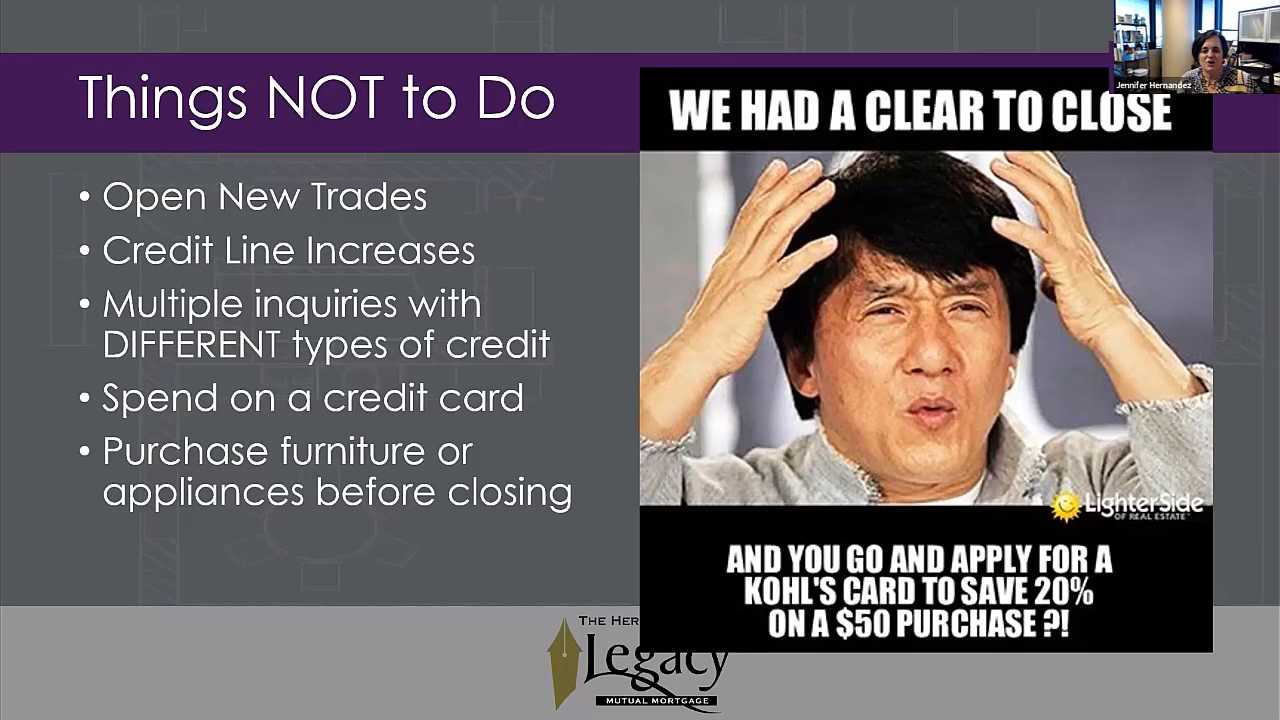 Things NOT to Do
• Open New Trades
• Credit Line Increases
• Multiple inquiries with
DIFFERENT types of credit
• Spend on a credit card
• Purchase furniture or
appliances before closing
WE HAD A CLEAR TO CLOSE
LighterSide
OF REAL ESTATE
AND YOU GO AND APPLY FOR A
KOHL'S CARD TO SAVE 20%
ON A $50 PURCHASE ?!
Jennifer Hernandez
THE HER
Legacy
MUTUAL MORTGAGE